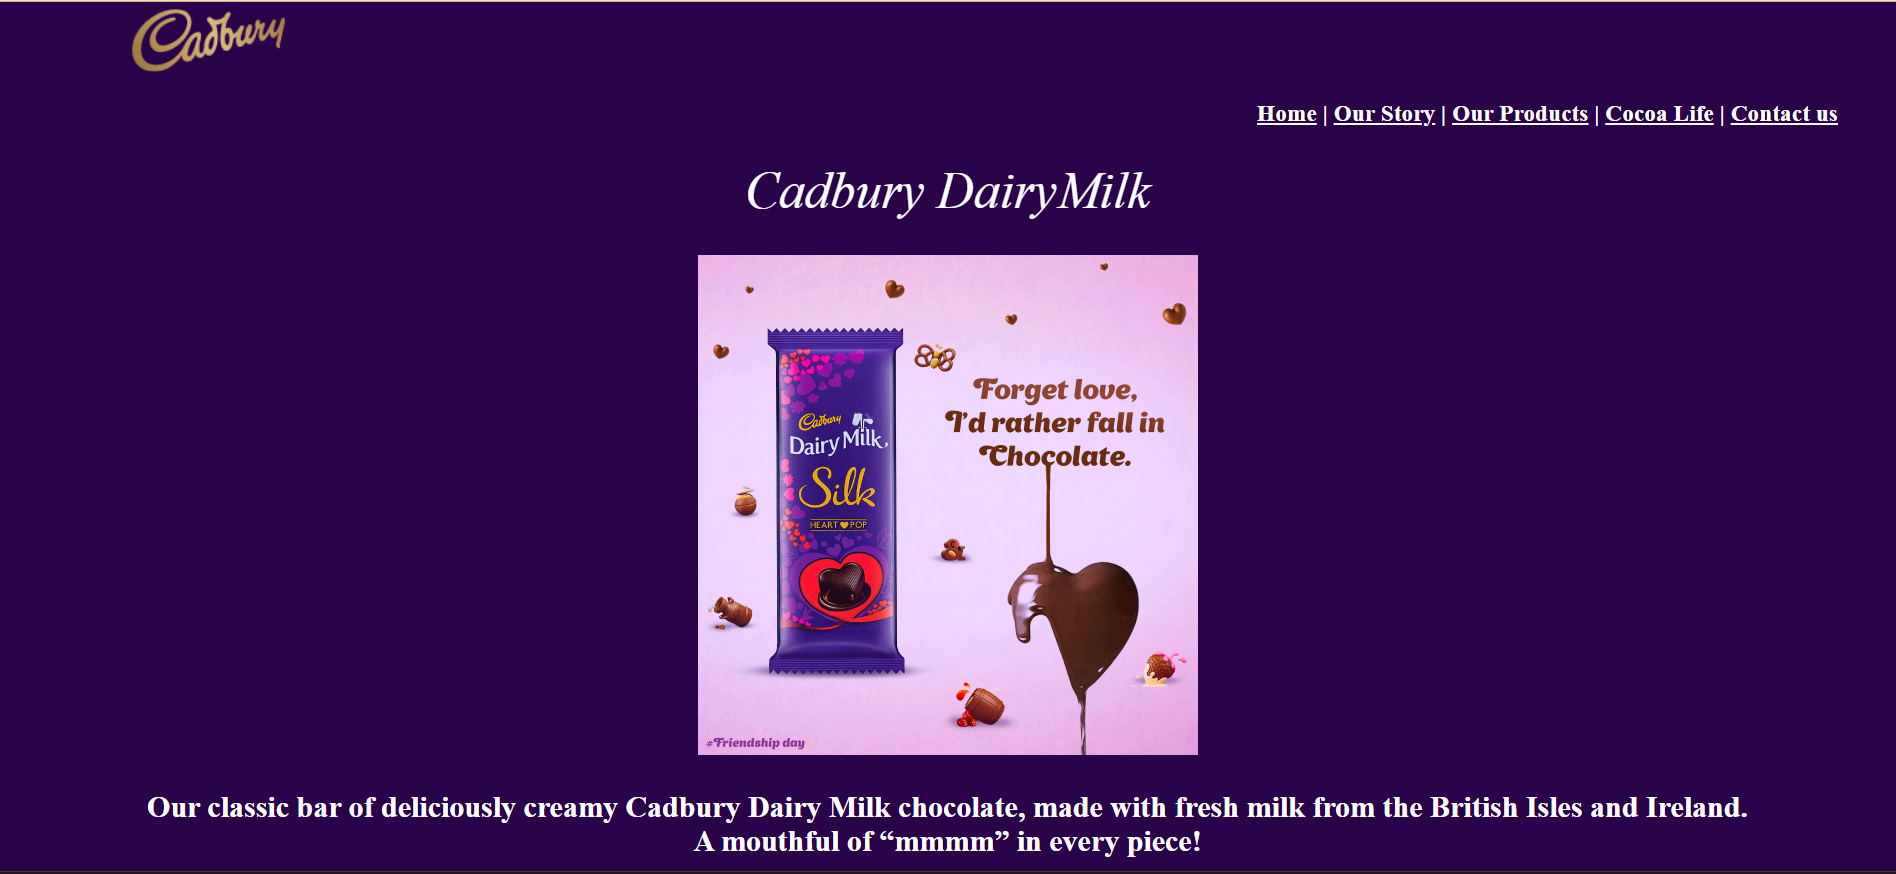 Cadbury
Home | Our Story | Our Products | Cocoa Life | Contact us
Cadbury DairyMilk
Forget love,
I'd rather fall in
Chocolate.
Cadbury
Dairy Milk
Silk
HEART POP
#Friendship day
Our classic bar of deliciously creamy Cadbury Dairy Milk chocolate, made with fresh milk from the British Isles and Ireland.
A mouthful of “mmmm” in every piece!